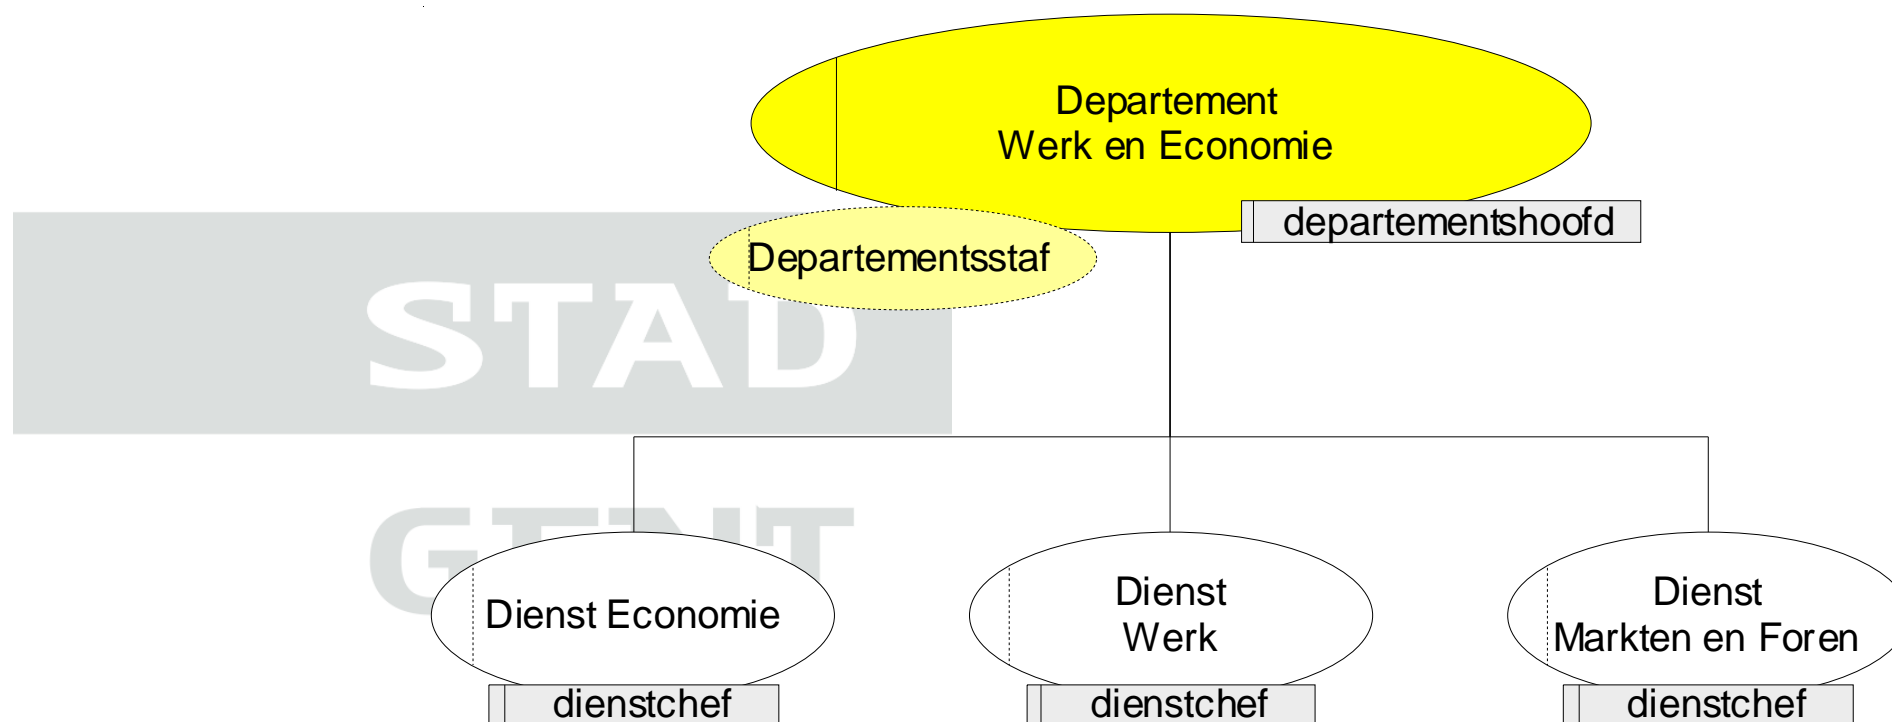 Departement
Werk en Economie
departementshoofd
Departementsstaf
STAD
GENT
Dienst Economie
dienstchef
Dienst
Werk
dienstchef
Dienst
Markten en Foren
dienstchef